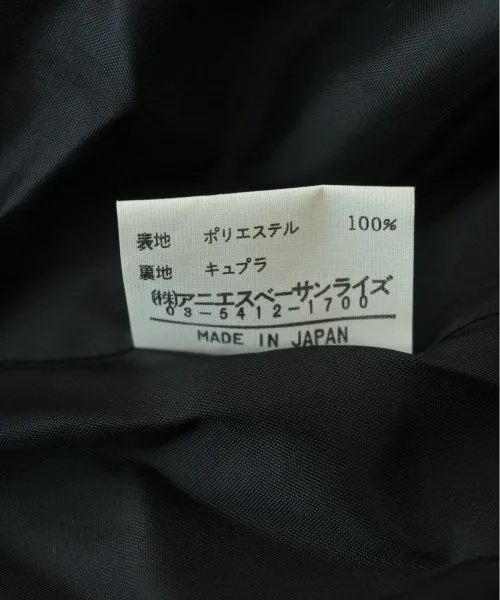 表地 ポリエステル 100%
裏地 キュプラ
(株)アニエスベーサンライズ
03-5412-1700
MADE IN JAPAN